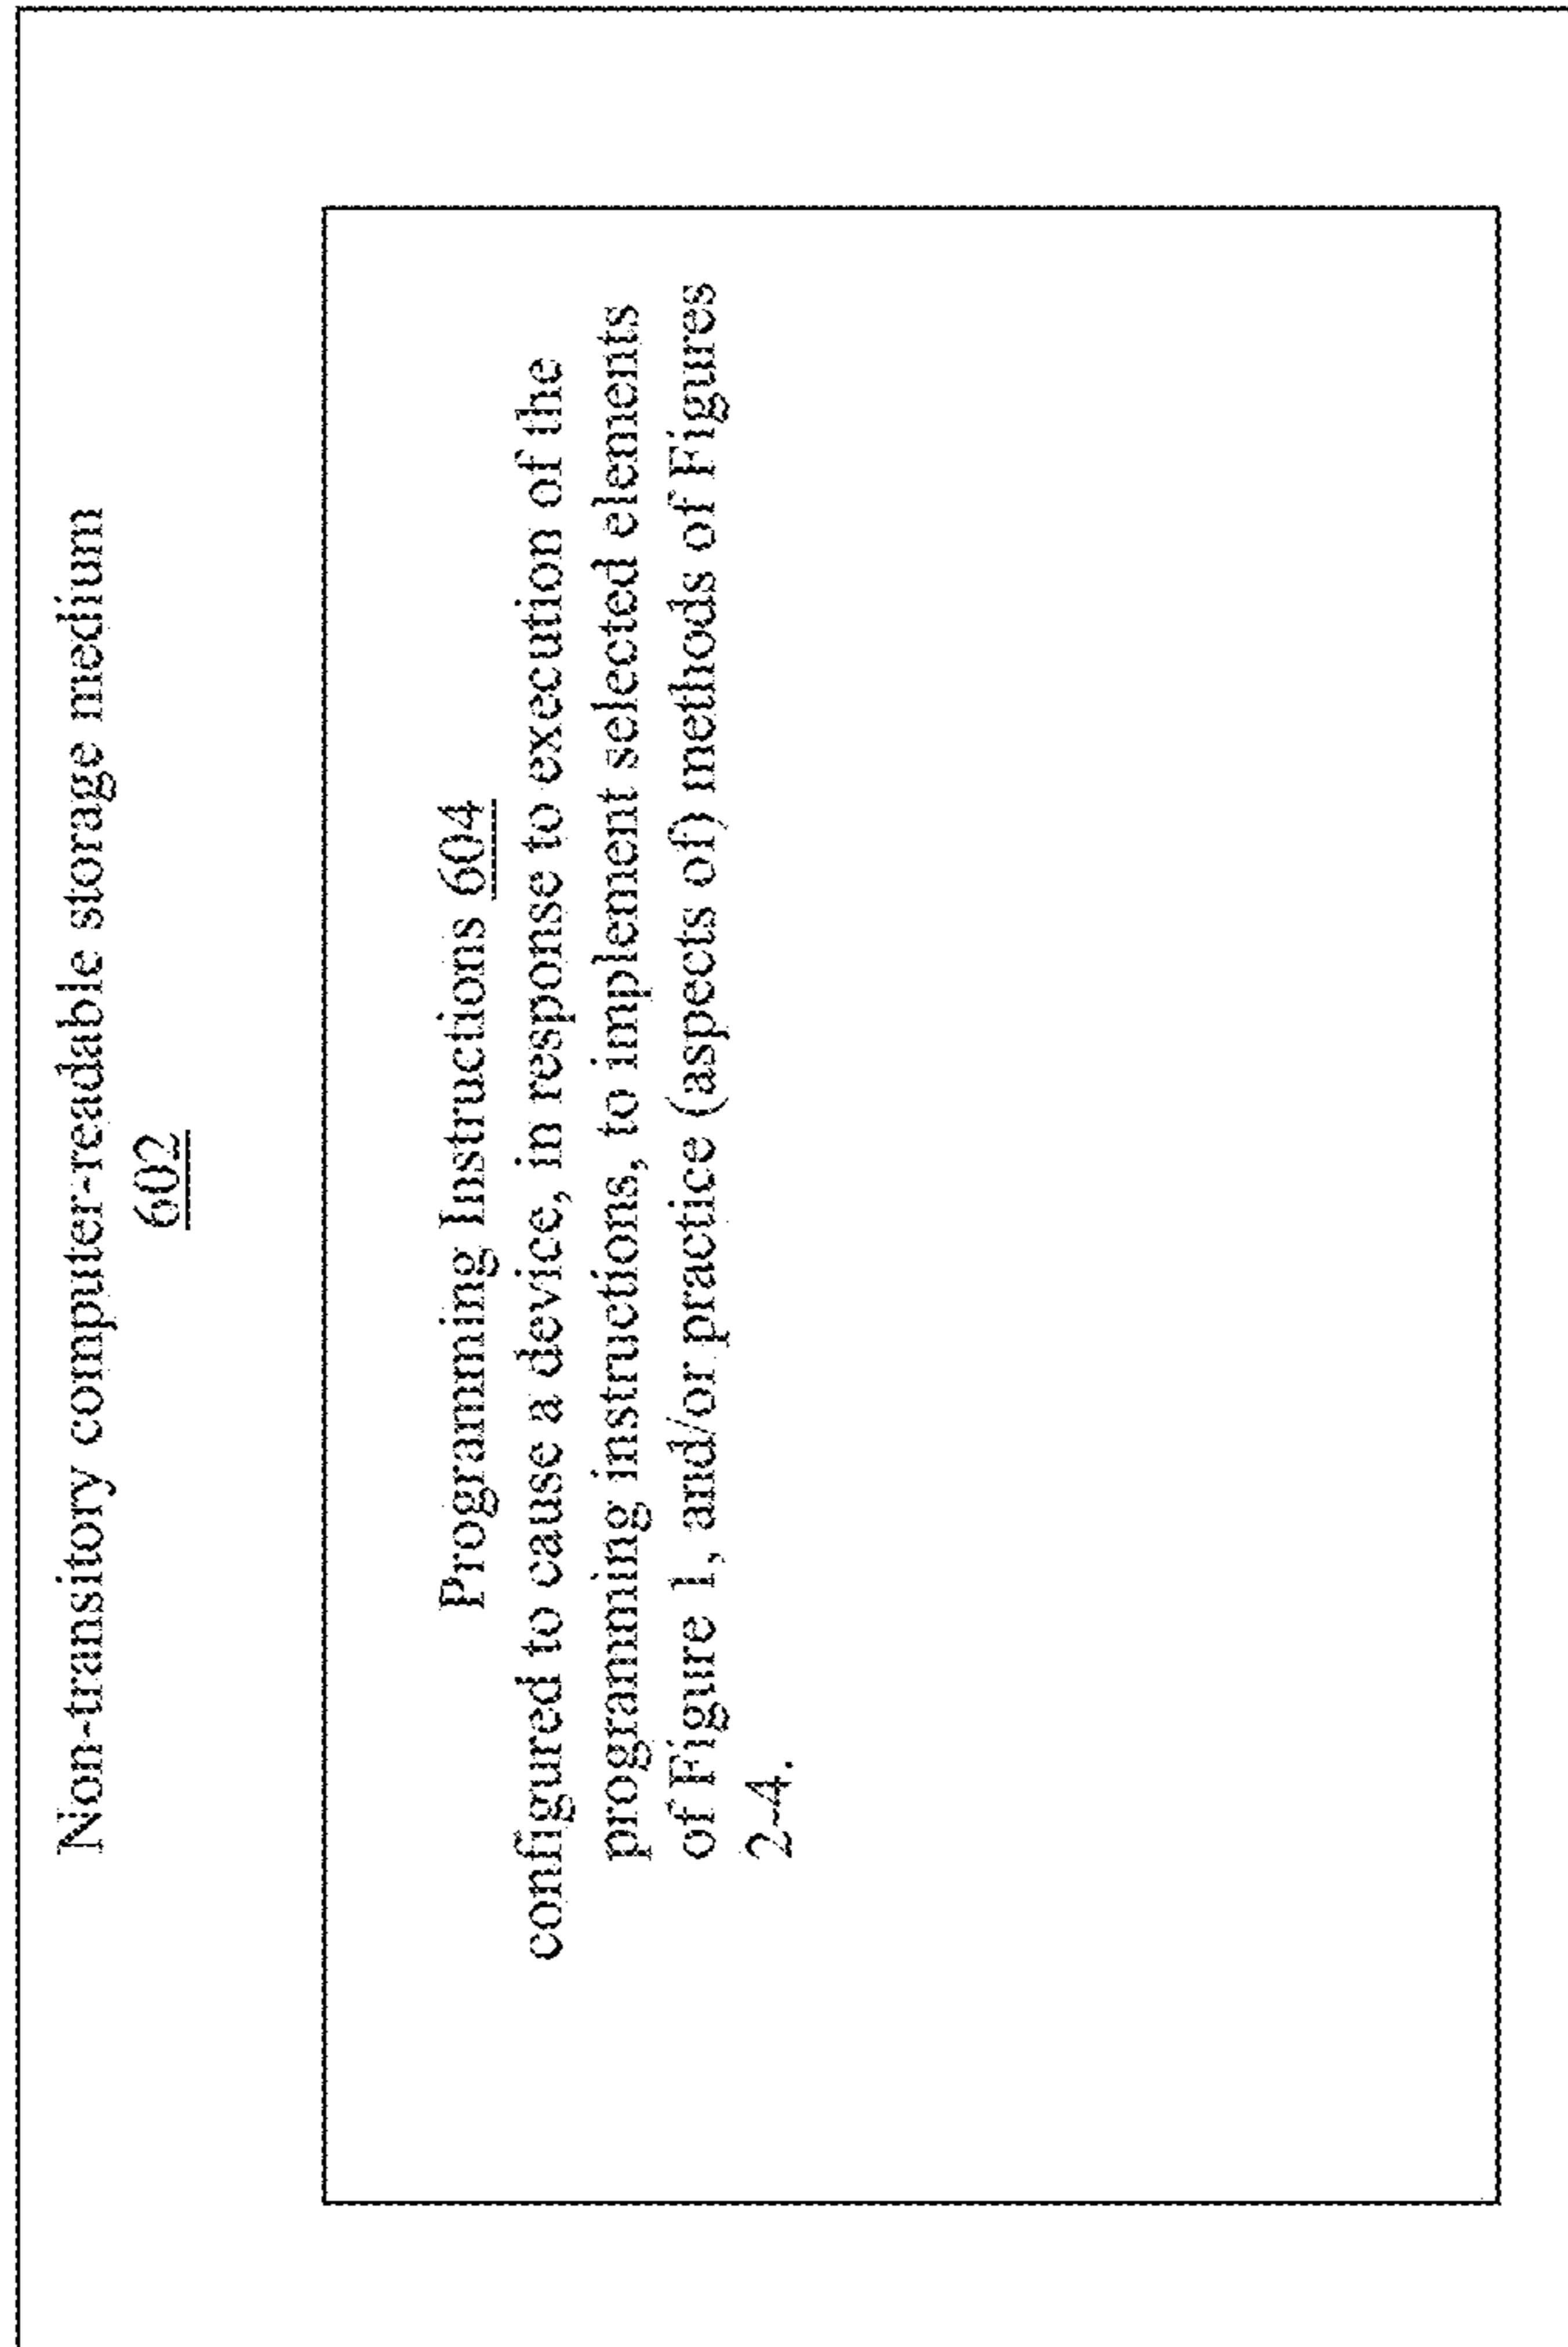 Non-transitory computer-readable storage medium
602
Programming Instructions 604
configured to cause a device, in response to execution of the
programming instructions, to implement selected elements
of Figure 1, and/or practice (aspects of) methods of Figures
2-4.